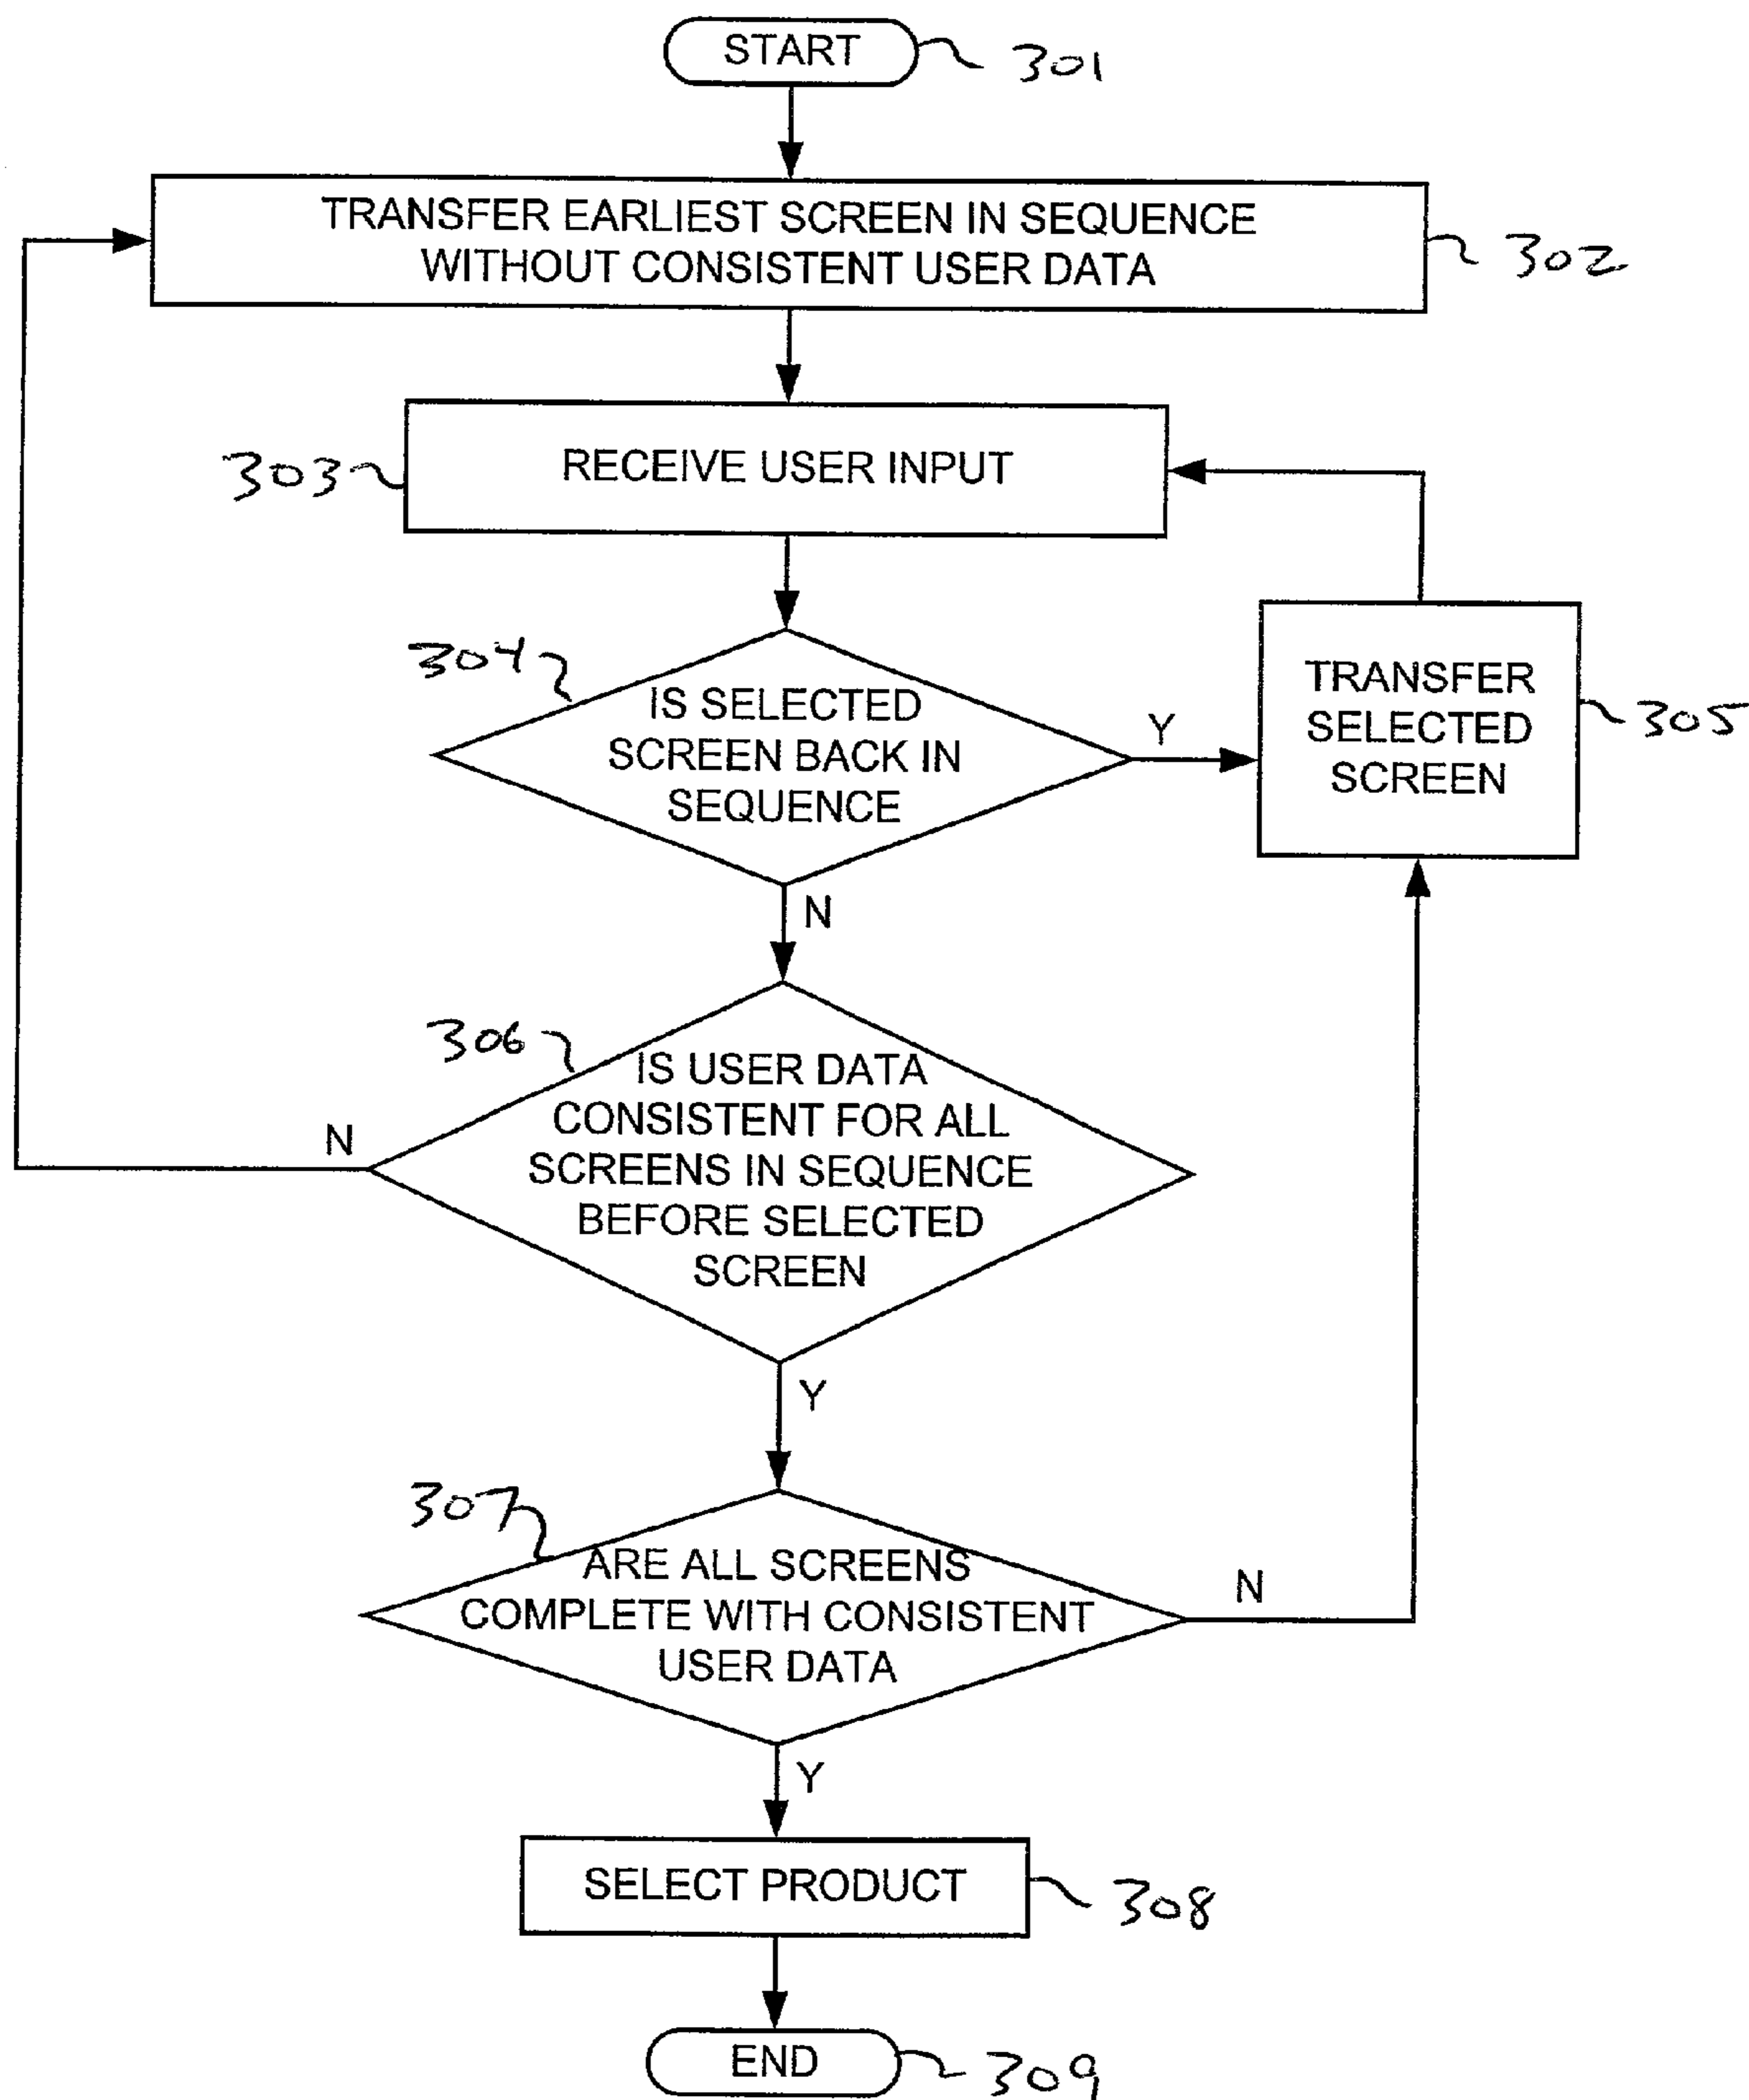 START
301
TRANSFER EARLIEST SCREEN IN SEQUENCE
WITHOUT CONSISTENT USER DATA
302
RECEIVE USER INPUT
303
304
IS SELECTED
SCREEN BACK IN
SEQUENCE
Y
TRANSFER
SELECTED
SCREEN
305
N
306
IS USER DATA
CONSISTENT FOR ALL
SCREENS IN SEQUENCE
BEFORE SELECTED
SCREEN
N
Y
307
ARE ALL SCREENS
COMPLETE WITH CONSISTENT
USER DATA
N
Y
SELECT PRODUCT
308
END
309